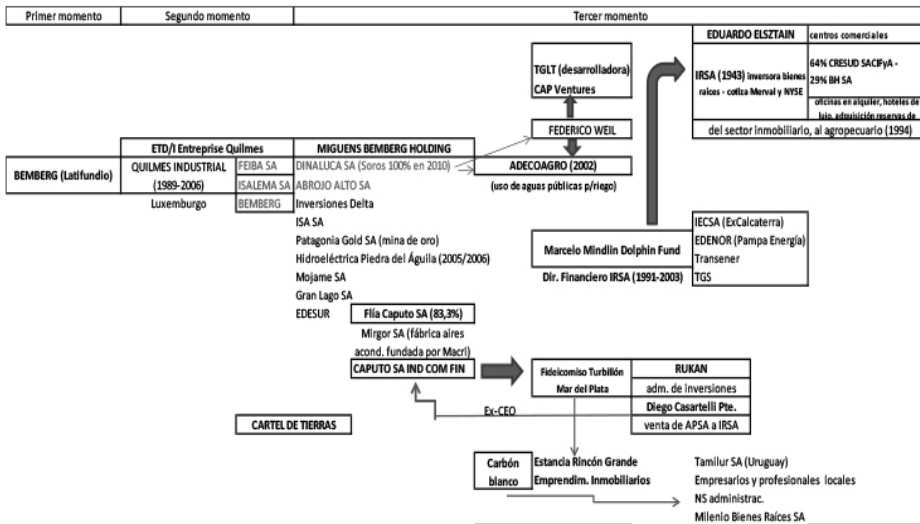 Primer momento
Segundo momento
Tercer momento
EDUARDO ELSZTAIN
centros comerciales
IRSA (1943) inversora bienes
raíces - cotiza Merval y NYSE
64% CRESUD SACIFyA -
29% BH SA
oficinas en alquiler, hoteles de
lujo, adquisición reservas de
del sector inmobiliario, al agropecuario (1994)
TGLT (desarrolladora)
CAP Ventures
FEDERICO WEIL
ADECOAGRO (2002)
(uso de aguas públicas p/riego)
ETD/I Entreprise Quilmes
MIGUENS BEMBERG HOLDING
BEMBERG (Latifundio)
QUILMES INDUSTRIAL
(1989-2006)
Luxemburgo
FEIBA SA
ISALEMA SA
BEMBERG
DINALUCA SA (Soros 100% en 2010)
ABROJO ALTO SA
Inversiones Delta
ISA SA
Patagonia Gold SA (mina de oro)
Hidroeléctrica Piedra del Águila (2005/2006)
Mojame SA
Gran Lago SA
EDESUR
Marcelo Mindlin Dolphin Fund
Dir. Financiero IRSA (1991-2003)
IECSA (ExCalcaterra)
EDENOR (Pampa Energía)
Transener
TGS
Flía Caputo SA (83,3%)
Mirgor SA (fábrica aires
acond. fundada por Macri)
CAPUTO SA IND COM FIN
Fideicomiso Turbillón
Mar del Plata
RUKAN
adm. de inversiones
Diego Casartelli Pte.
venta de APSA a IRSA
Ex-CEO
CARTEL DE TIERRAS
Carbón
blanco
Estancia Rincón Grande
Emprendim. Inmobiliarios
Tamilur SA (Uruguay)
Empresarios y profesionales locales
NS administrac.
Milenio Bienes Raíces SA